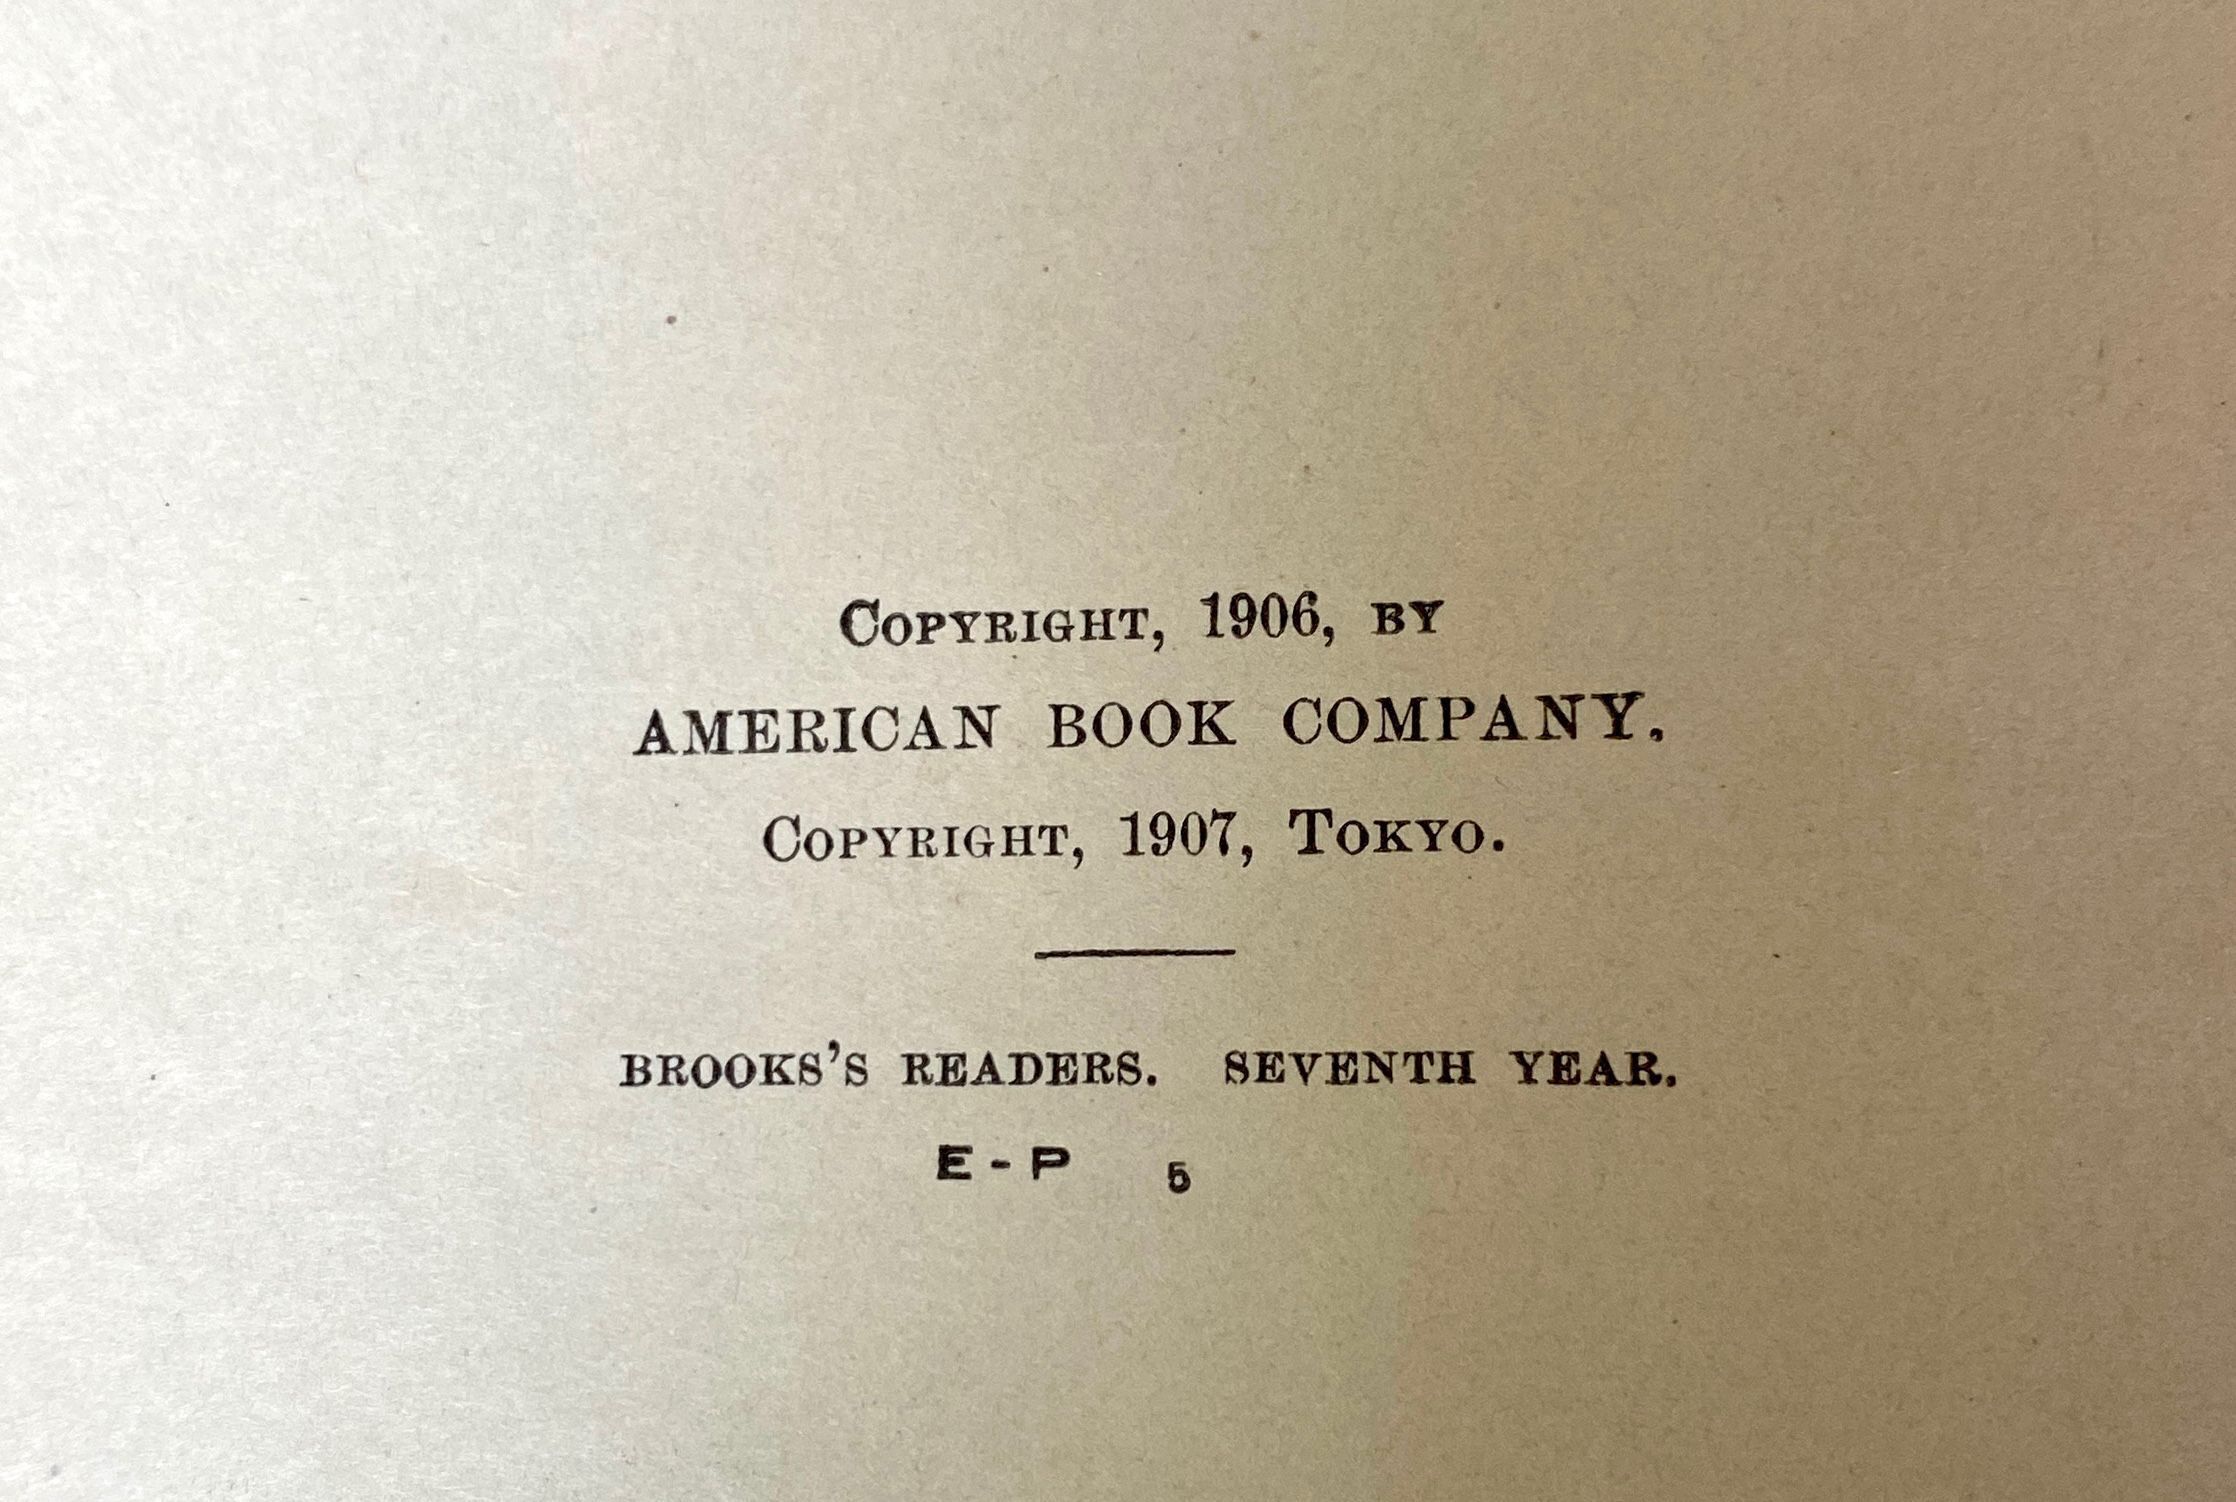 Copyright, 1906, by
AMERICAN BOOK COMPANY.
Copyright, 1907, Tokyo.
BROOKS'S READERS. SEVENTH YEAR.
E-P 5